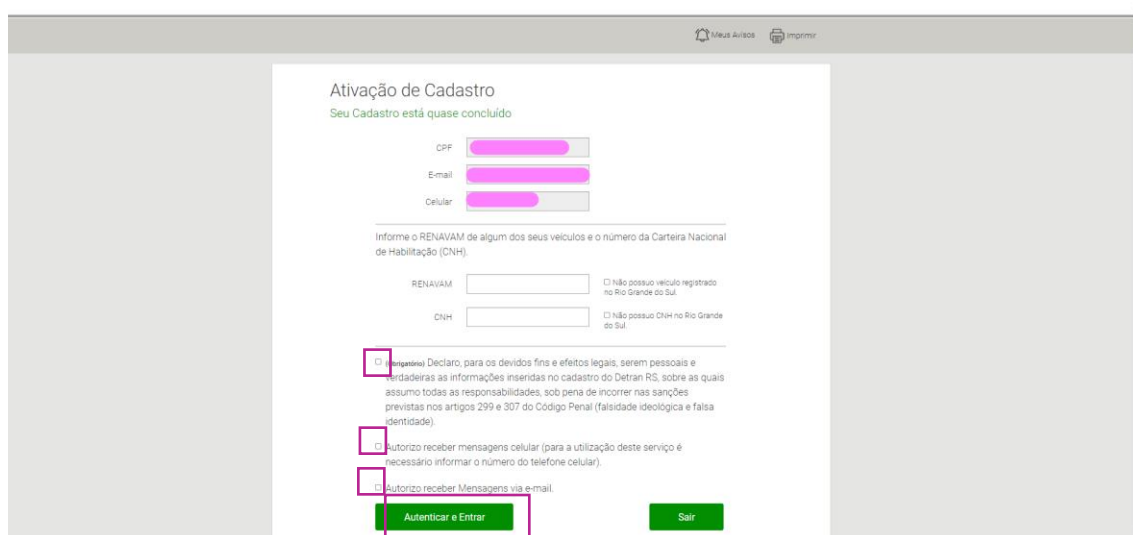 Meus Avisos Imprimir
Ativação de Cadastro
Seu Cadastro está quase concluído
CPF
E-mail
Celular
Informe o RENAVAM de algum dos seus veículos e o número da Carteira Nacional
de Habilitação (CNH).
RENAVAM
Não possuo veículo registrado
no Rio Grande do Sul.
CNH
Não possuo CNH no Rio Grande
do Sul.
(Obrigatório) Declaro, para os devidos fins e efeitos legais, serem pessoais e
verdadeiras as informações inseridas no cadastro do Detran RS, sobre as quais
assumo todas as responsabilidades, sob pena de incorrer nas sanções
previstas nos artigos 299 e 307 do Código Penal (falsidade ideológica e falsa
identidade).
Autorizo receber mensagens celular (para a utilização deste serviço é
necessário informar o número do telefone celular).
Autorizo receber Mensagens via e-mail.
Autenticar e Entrar
Sair